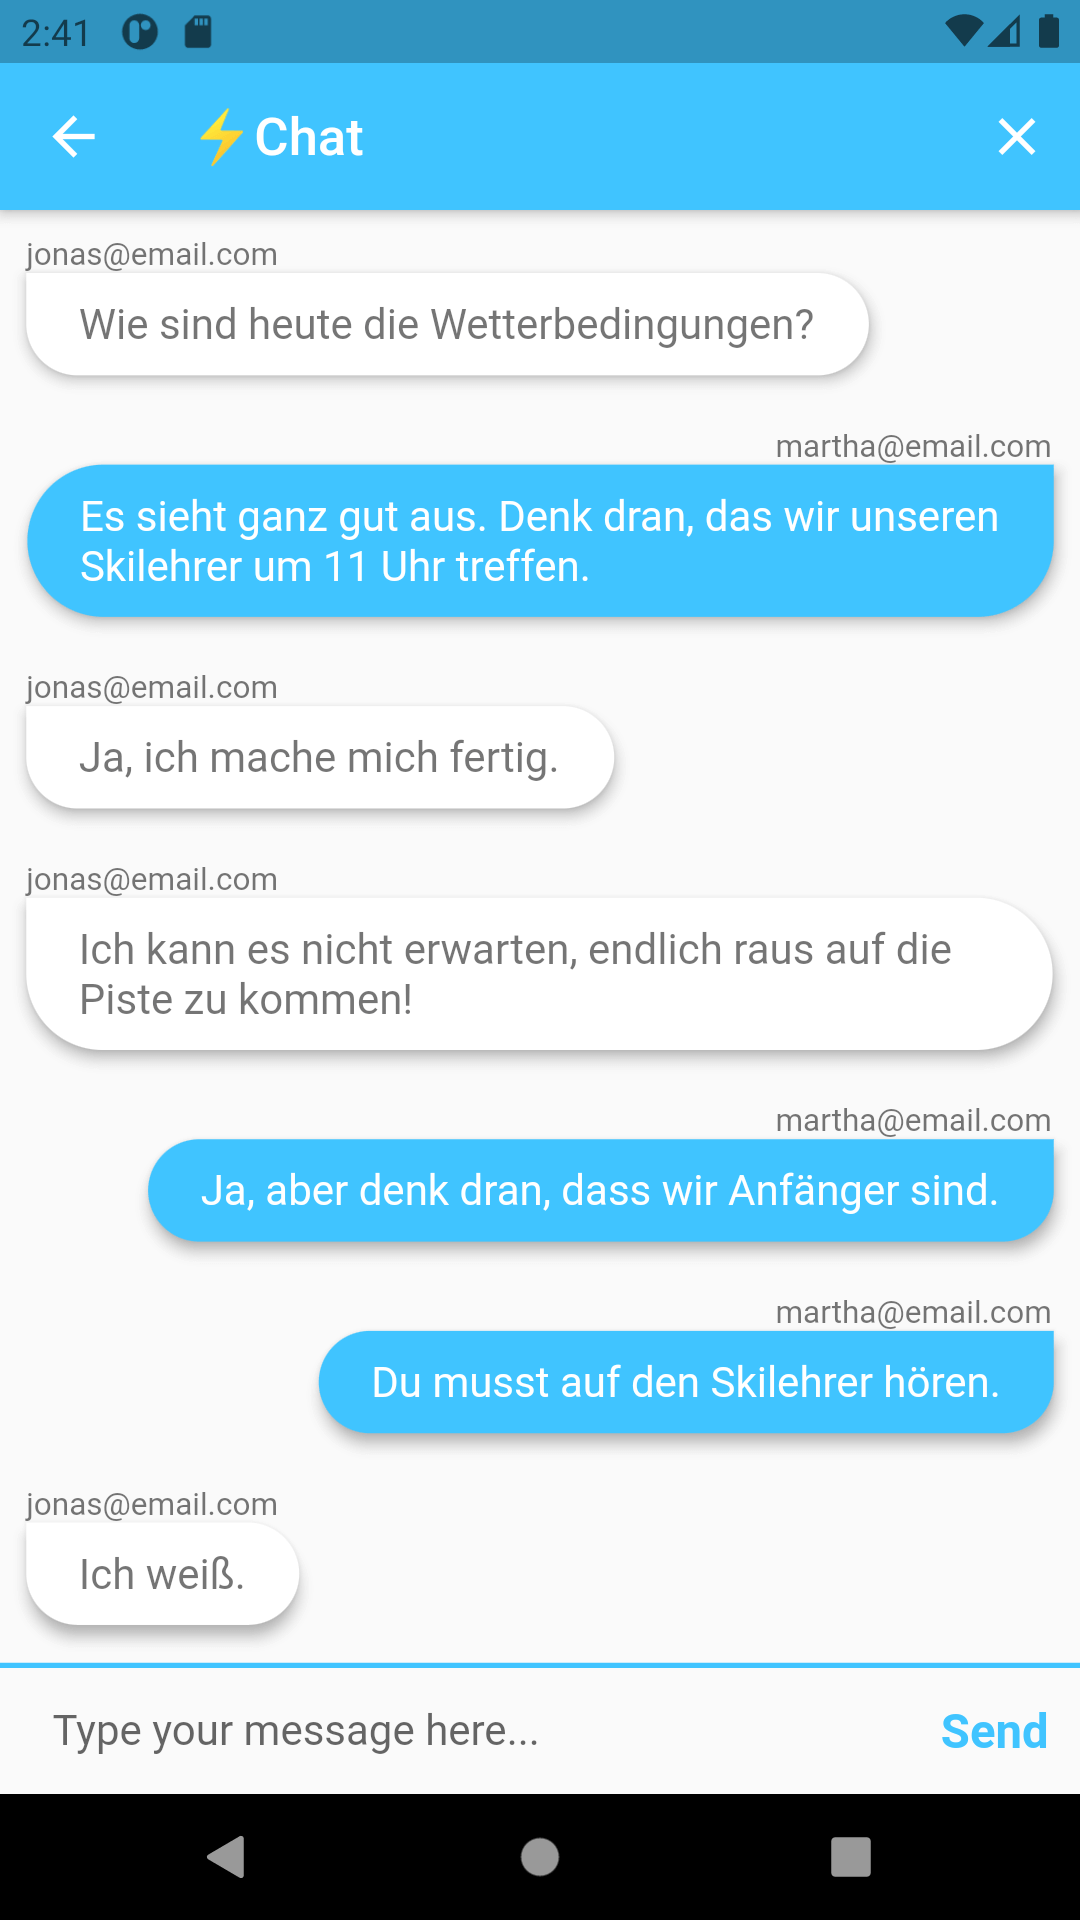 2:41
⚡Chat
jonas@email.com
Wie sind heute die Wetterbedingungen?
martha@email.com
Es sieht ganz gut aus. Denk dran, das wir unseren
Skilehrer um 11 Uhr treffen.
jonas@email.com
Ja, ich mache mich fertig.
jonas@email.com
Ich kann es nicht erwarten, endlich raus auf die
Piste zu kommen!
martha@email.com
Ja, aber denk dran, dass wir Anfänger sind.
martha@email.com
Du musst auf den Skilehrer hören.
jonas@email.com
Ich weiß.
Type your message here...
Send